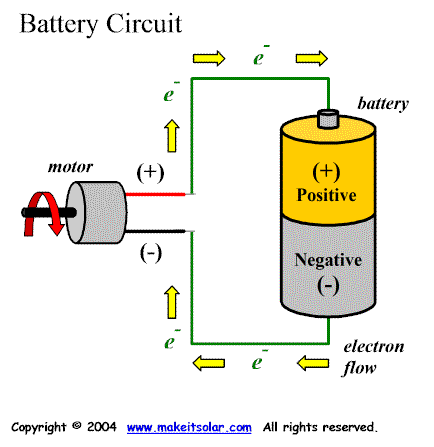 Battery Circuit
e-
e-
battery
motor
(+)
(+)
Positive
Negative
(-)
(-)
e-
e-
electron
flow
Copyright © 2004 www.makeitsolar.com All rights reserved.